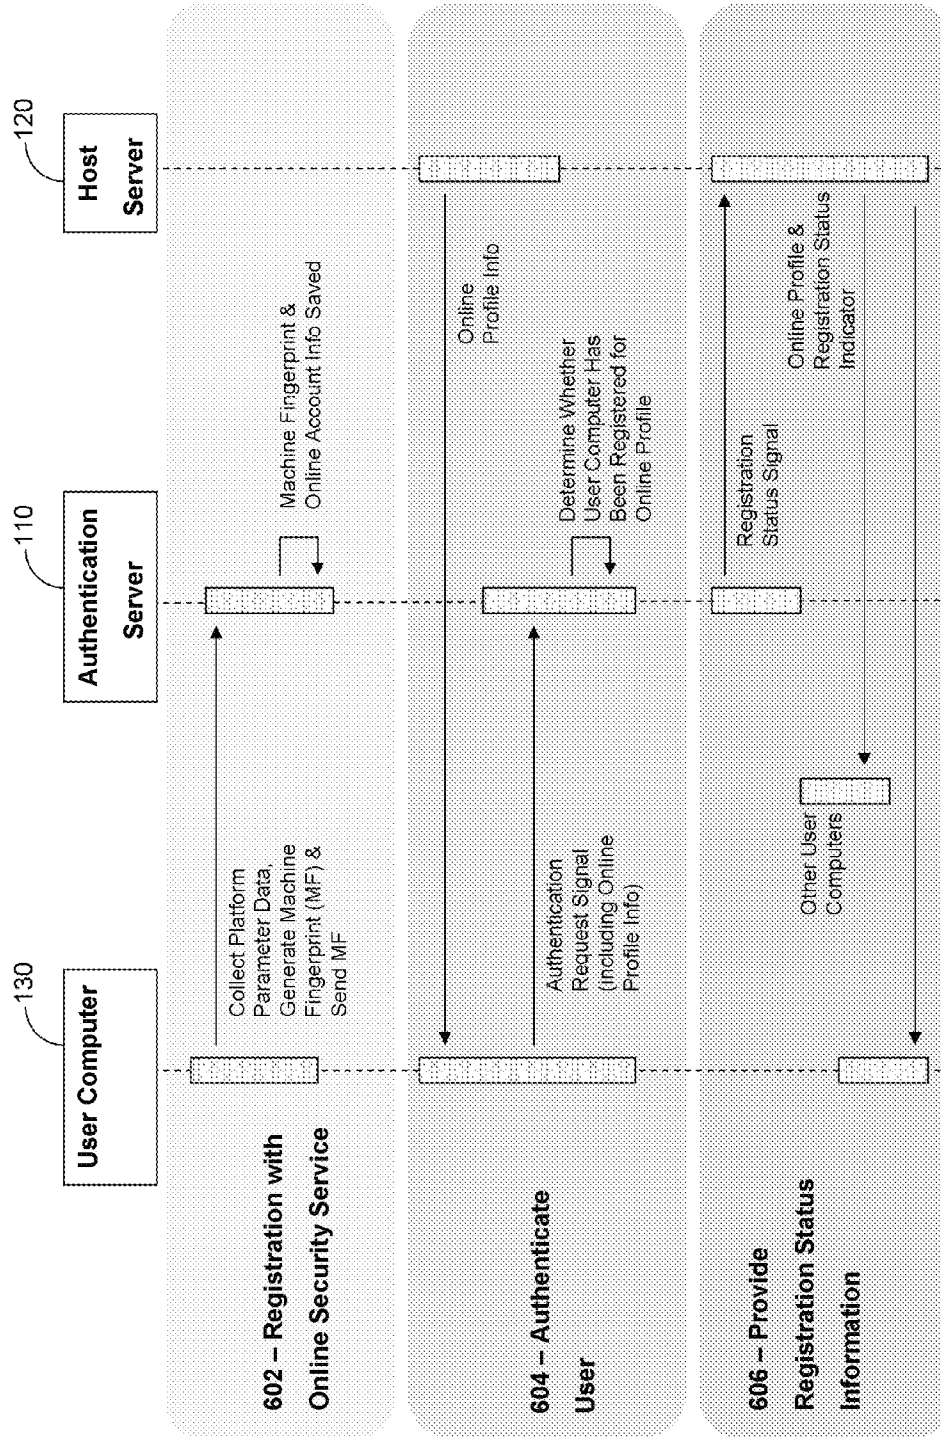 130
User Computer
110
Authentication
Server
120
Host
Server
602 – Registration with
Online Security Service
Collect Platform
Parameter Data,
Generate Machine
Fingerprint (MF) &
Send MF
Machine Fingerprint &
Online Account Info Saved
604 – Authenticate
User
Online
Profile Info
Authentication
Request Signal
(Including Online
Profile Info)
Determine Whether
User Computer Has
Been Registered for
Online Profile
606 – Provide
Registration Status
Information
Registration
Status Signal
Other User
Computers
Online Profile &
Registration Status
Indicator